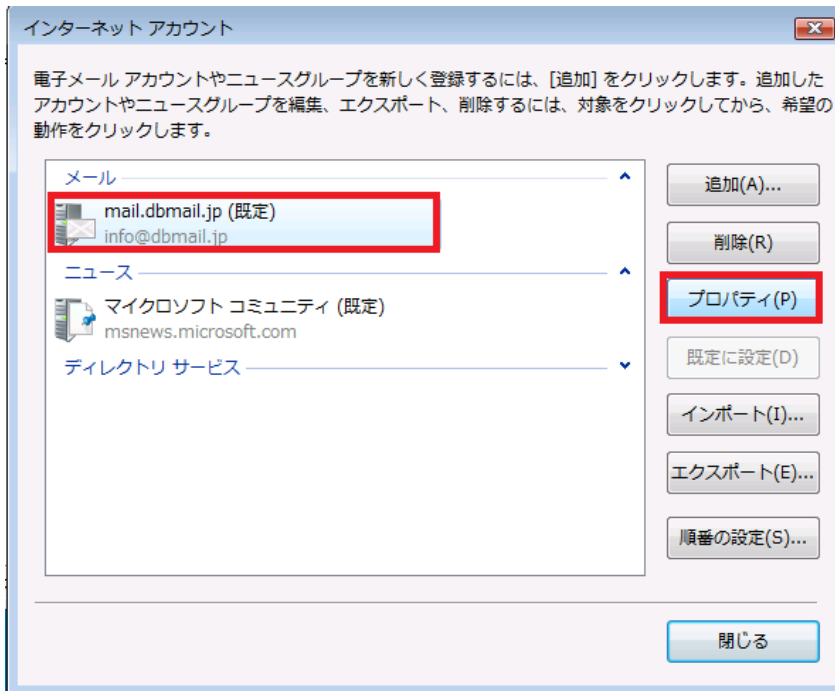 インターネット アカウント
電子メール アカウントやニュースグループを新しく登録するには、[追加] をクリックします。追加した
アカウントやニュースグループを編集、エクスポート、削除するには、対象をクリックしてから、希望の
動作をクリックします。
メール
mail.dbmail.jp (既定)
info@dbmail.jp
ニュース
マイクロソフト コミュニティ (既定)
msnews.microsoft.com
ディレクトリ サービス
追加(A)...
削除(R)
プロパティ(P)
既定に設定(D)
インポート(I)...
エクスポート(E)...
順番の設定(S)...
閉じる